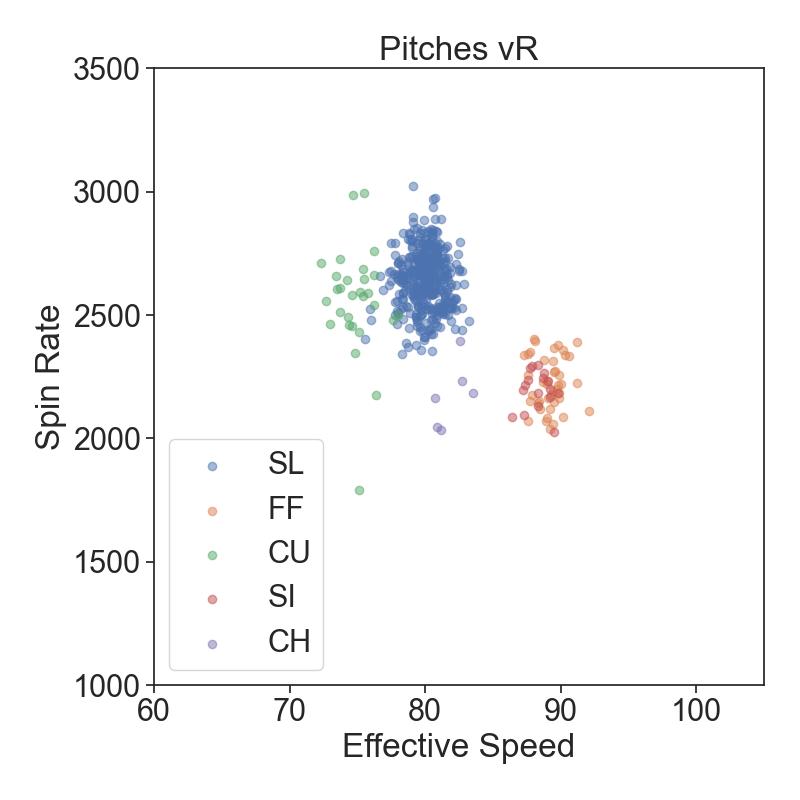 Pitches vR
3500
3000
2500
2000
1500
1000
Spin Rate
SL
FF
CU
SI
CH
60 70 80 90 100
Effective Speed